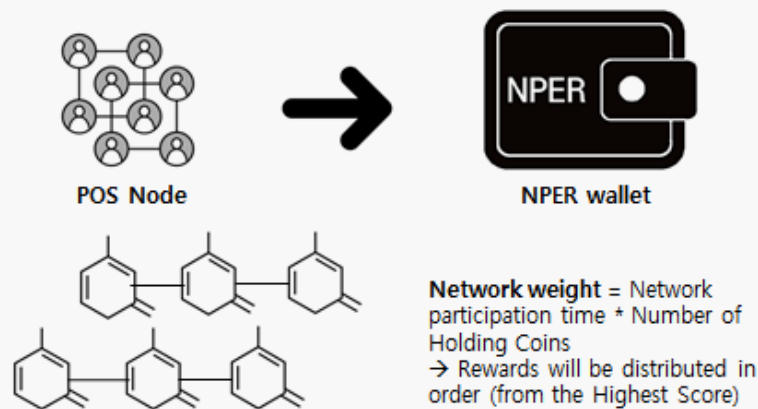 NPER
POS Node
NPER wallet
Network weight = Network
participation time * Number of
Holding Coins
→ Rewards will be distributed in
order (from the Highest Score)